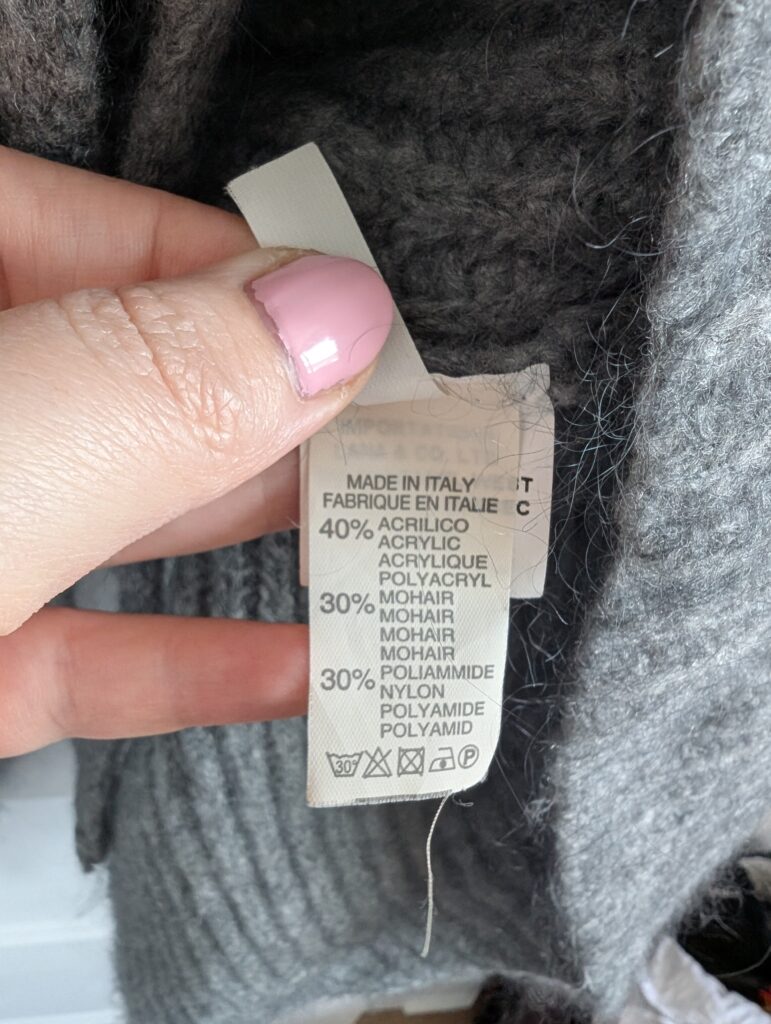 IMPORTATION
MADE IN ITALY
FABRIQUE EN ITALIE
40% ACRILICO
ACRYLIC
ACRYLIQUE
POLYACRYL
30% MOHAIR
MOHAIR
MOHAIR
MOHAIR
30% POLIAMMIDE
NYLON
POLYAMIDE
POLYAMID
30°
P